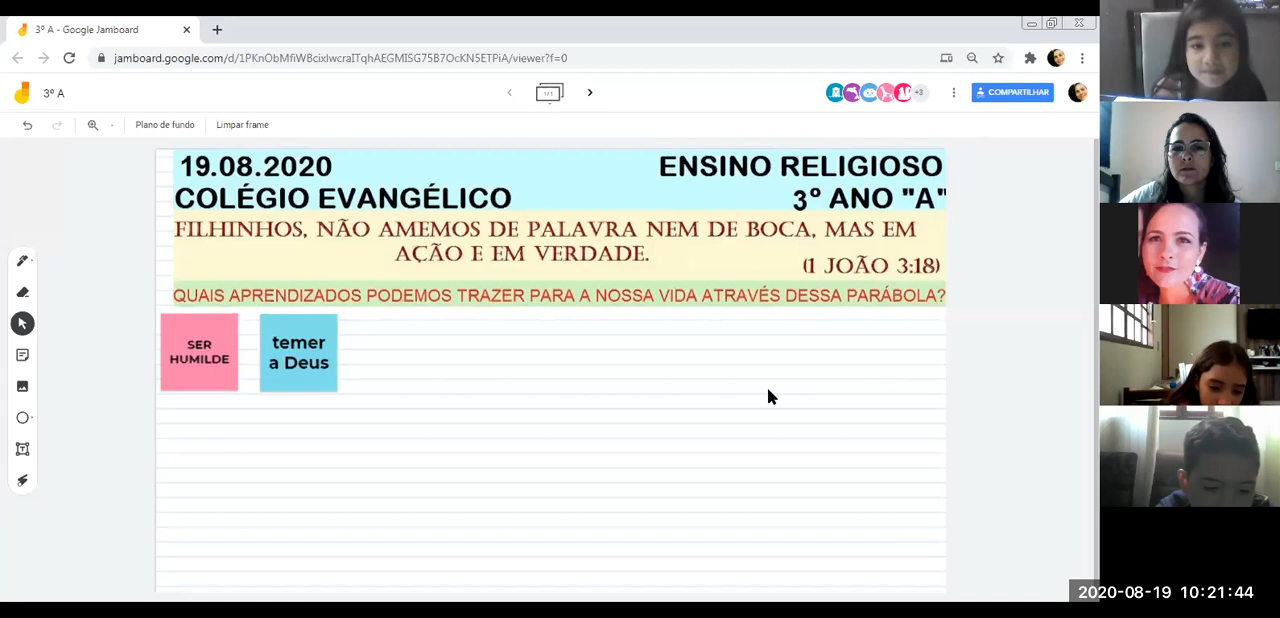 3º A - Google Jamboard
jamboard.google.com/d/1PKnObMfiWBcixlwcraITqhAEGMISG75B7OcKN5ETPiA/viewer?f=0
3º A
1/1
+3
COMPARTILHAR
Plano de fundo
Limpar frame
19.08.2020
ENSINO RELIGIOSO
COLÉGIO EVANGÉLICO
3º ANO "A"
FILHINHOS, NÃO AMEMOS DE PALAVRA NEM DE BOCA, MAS EM
AÇÃO E EM VERDADE.
(1 JOÃO 3:18)
QUAIS APRENDIZADOS PODEMOS TRAZER PARA A NOSSA VIDA ATRAVÉS DESSA PARÁBOLA?
SER
HUMILDE
temer
a Deus
2020-08-19 10:21:44